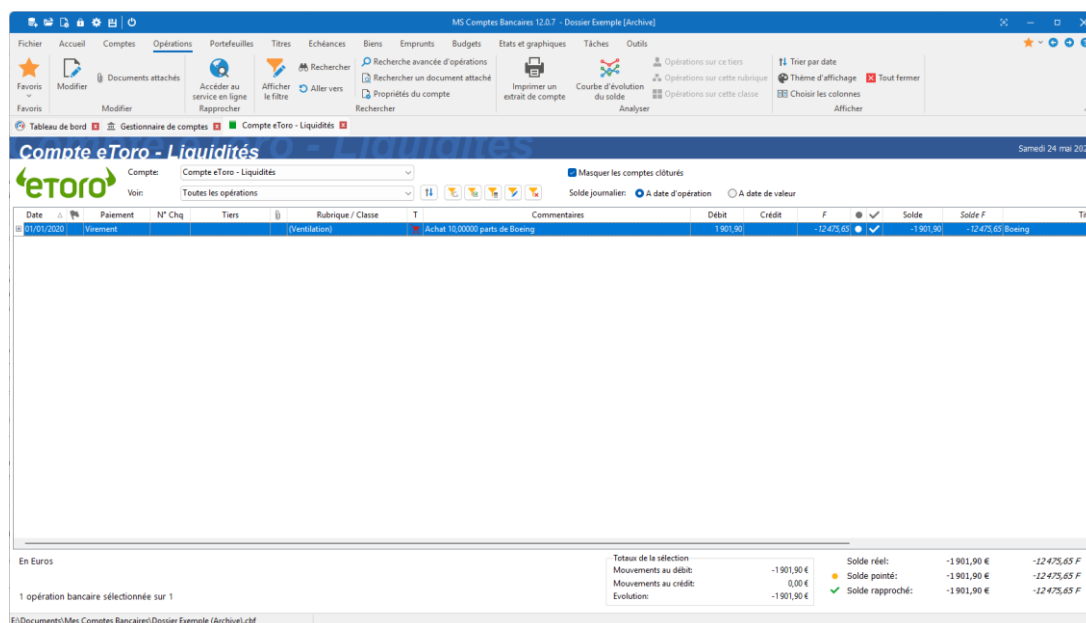 MS Comptes Bancaires 12.0.7 - Dossier Exemple [Archive]
Fichier Accueil Comptes Opérations Portefeuilles Titres Echéances Biens Emprunts Budgets Etats et graphiques Tâches Outils
Favoris
Modifier
Documents attachés
Accéder au
service en ligne
Afficher
le filtre
Rechercher
Aller vers
Recherche avancée d'opérations
Rechercher un document attaché
Propriétés du compte
Imprimer un
extrait de compte
Courbe d'évolution
du solde
Opérations sur ce tiers
Opérations sur cette rubrique
Opérations sur cette classe
Trier par date
Thème d'affichage
Tout fermer
Choisir les colonnes
Favoris Modifier Rapprocher Rechercher Analyser Afficher
Tableau de bord Gestionnaire de comptes Compte eToro - Liquidités
Compte eToro - Liquidités
Samedi 24 mai
eToro
Compte: Compte eToro - Liquidités
Masquer les comptes clôturés
Voir: Toutes les opérations
Solde journalier: A date d'opération A date de valeur
Date Paiement N° Chq Tiers Rubrique / Classe T Commentaires Débit Crédit F Solde Solde F
01/01/2020 Virement (Ventilation) Achat 10,00000 parts de Boeing 1 901,90 -12 475,65 -1 901,90 -12 475,65 Boeing
En Euros
1 opération bancaire sélectionnée sur 1
Totaux de la sélection
Mouvements au débit: -1 901,90 €
Mouvements au crédit: 0,00 €
Evolution: -1 901,90 €
Solde réel: -1 901,90 € -12 475,65 F
Solde pointé: -1 901,90 € -12 475,65 F
Solde rapproché: -1 901,90 € -12 475,65 F
E:\Documents\Mes Comptes Bancaires\Dossier Exemple (Archive).cbf